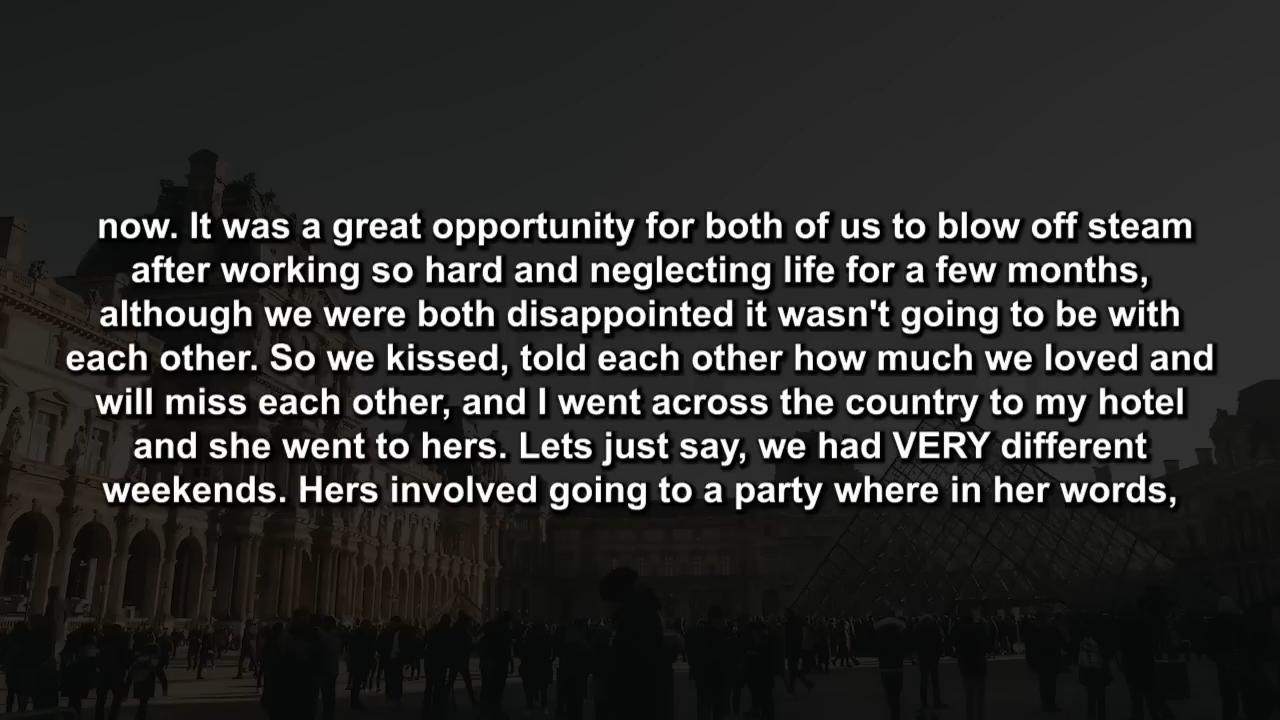 now. It was a great opportunity for both of us to blow off steam
after working so hard and neglecting life for a few months,
although we were both disappointed it wasn't going to be with
each other. So we kissed, told each other how much we loved and
will miss each other, and I went across the country to my hotel
and she went to hers. Lets just say, we had VERY different
weekends. Hers involved going to a party where in her words,